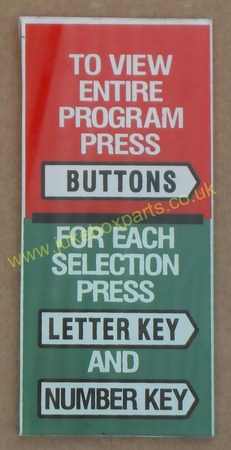 TO VIEW
ENTIRE
PROGRAM
PRESS
BUTTONS
FOR EACH
SELECTION
PRESS
LETTER KEY
AND
NUMBER KEY
www.jukeboxparts.co.uk